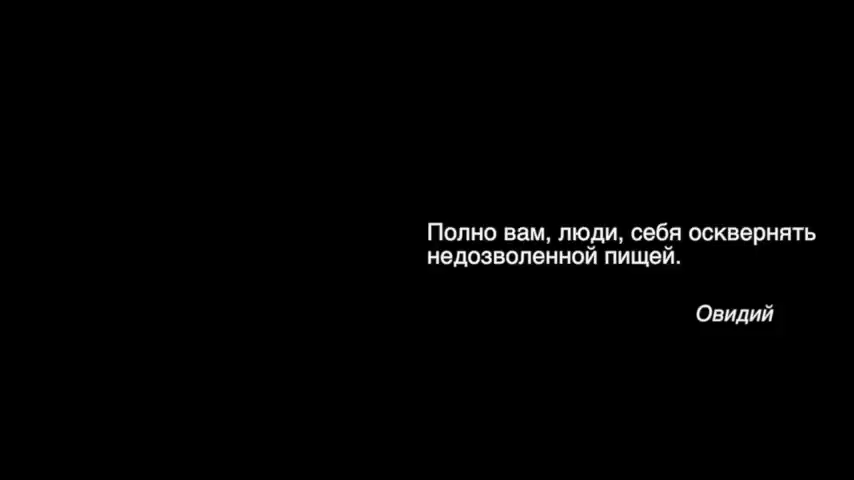 Полно вам, люди, себя осквернять
недозволенной пищей.
Овидий